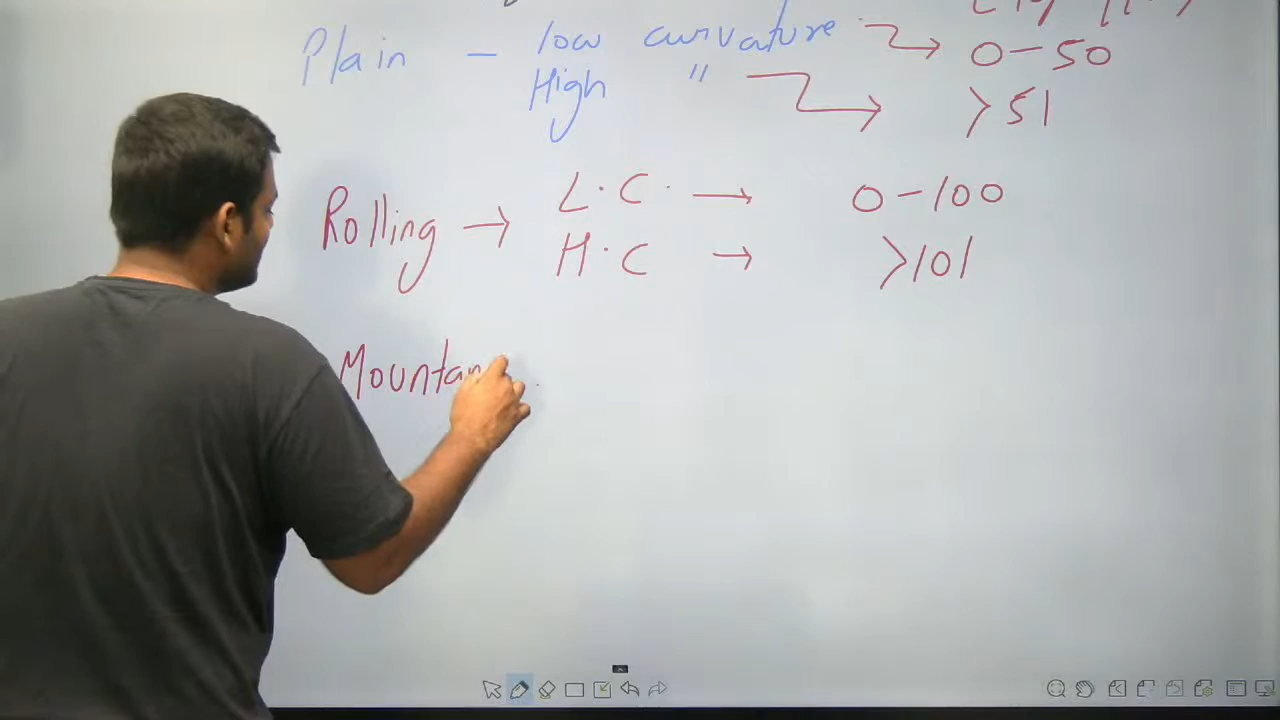 Plain - low curvature → 0-50
High " → >51
Rolling → L.C. → 0-100
H.C → >101
Mountan